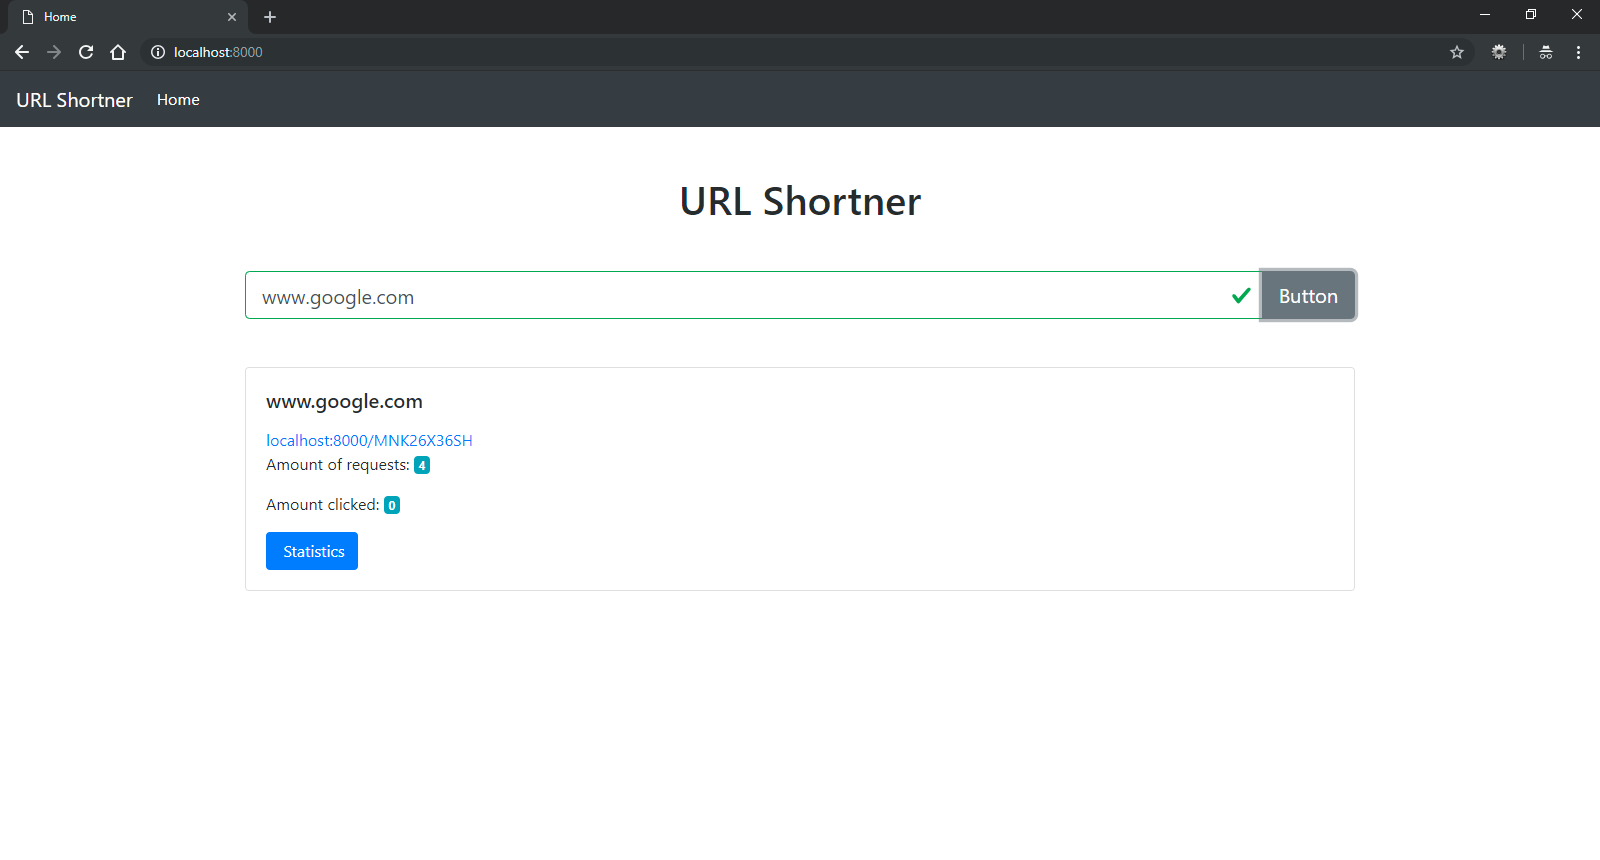 Home
localhost:8000
URL Shortner Home
URL Shortner
www.google.com Button
www.google.com
localhost:8000/MNK26X36SH
Amount of requests: 4
Amount clicked: 0
Statistics